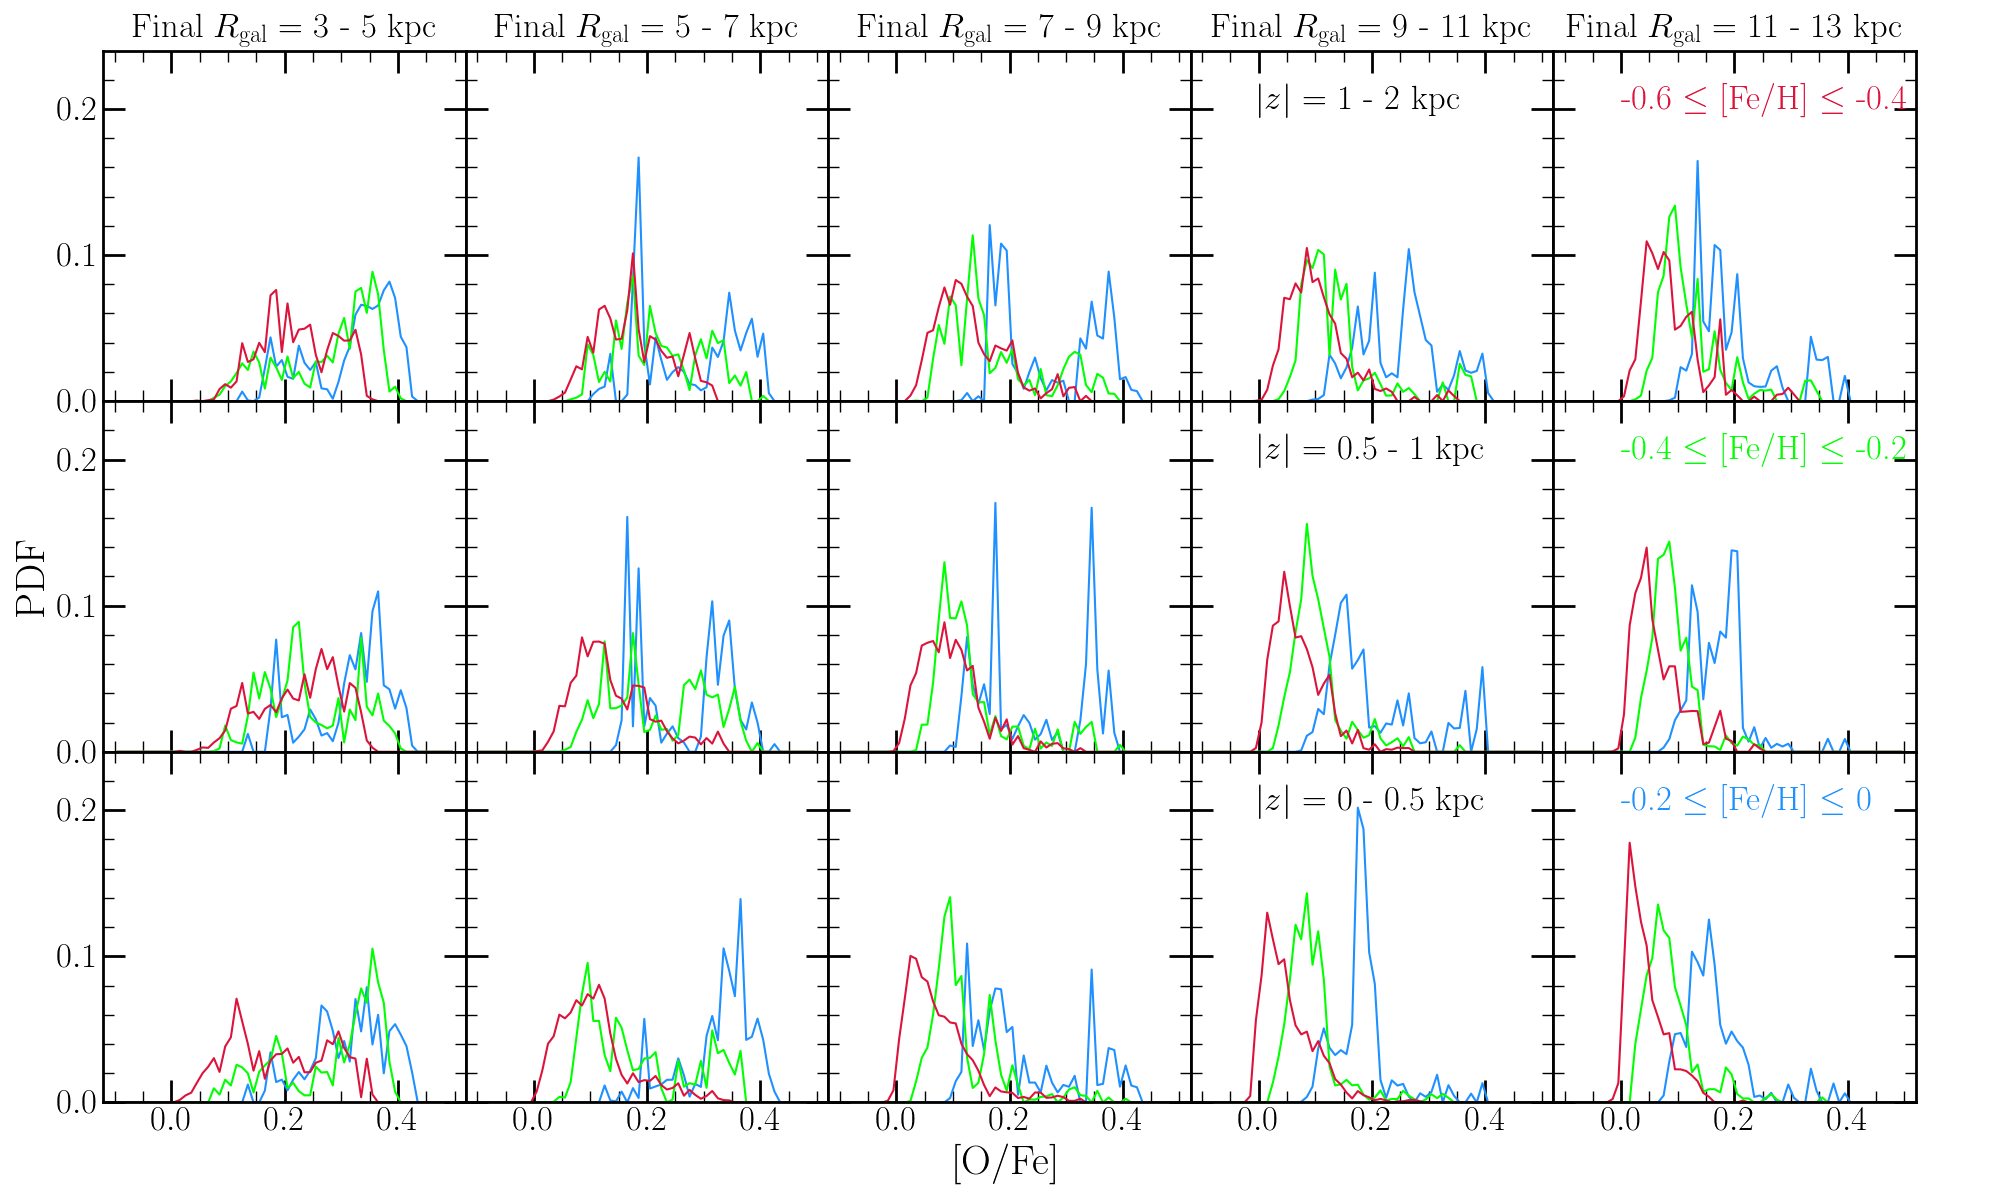 Final R_gal = 3 - 5 kpc
Final R_gal = 5 - 7 kpc
Final R_gal = 7 - 9 kpc
Final R_gal = 9 - 11 kpc
Final R_gal = 11 - 13 kpc
|z| = 1 - 2 kpc
-0.6 ≤ [Fe/H] ≤ -0.4
0.2
0.1
0.0
|z| = 0.5 - 1 kpc
-0.4 ≤ [Fe/H] ≤ -0.2
0.2
0.1
0.0
PDF
|z| = 0 - 0.5 kpc
-0.2 ≤ [Fe/H] ≤ 0
0.2
0.1
0.0
0.0 0.2 0.4
0.0 0.2 0.4
0.0 0.2 0.4
0.0 0.2 0.4
0.0 0.2 0.4
[O/Fe]